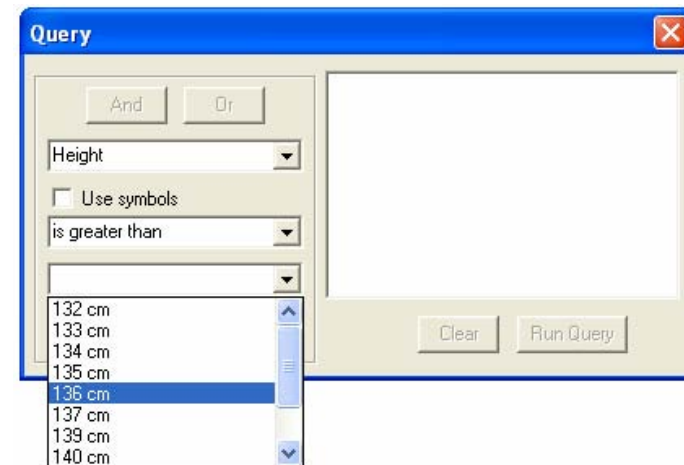 Query
And Or
Height
Use symbols
is greater than
132 cm
133 cm
134 cm
135 cm
136 cm
137 cm
139 cm
140 cm
Clear Run Query